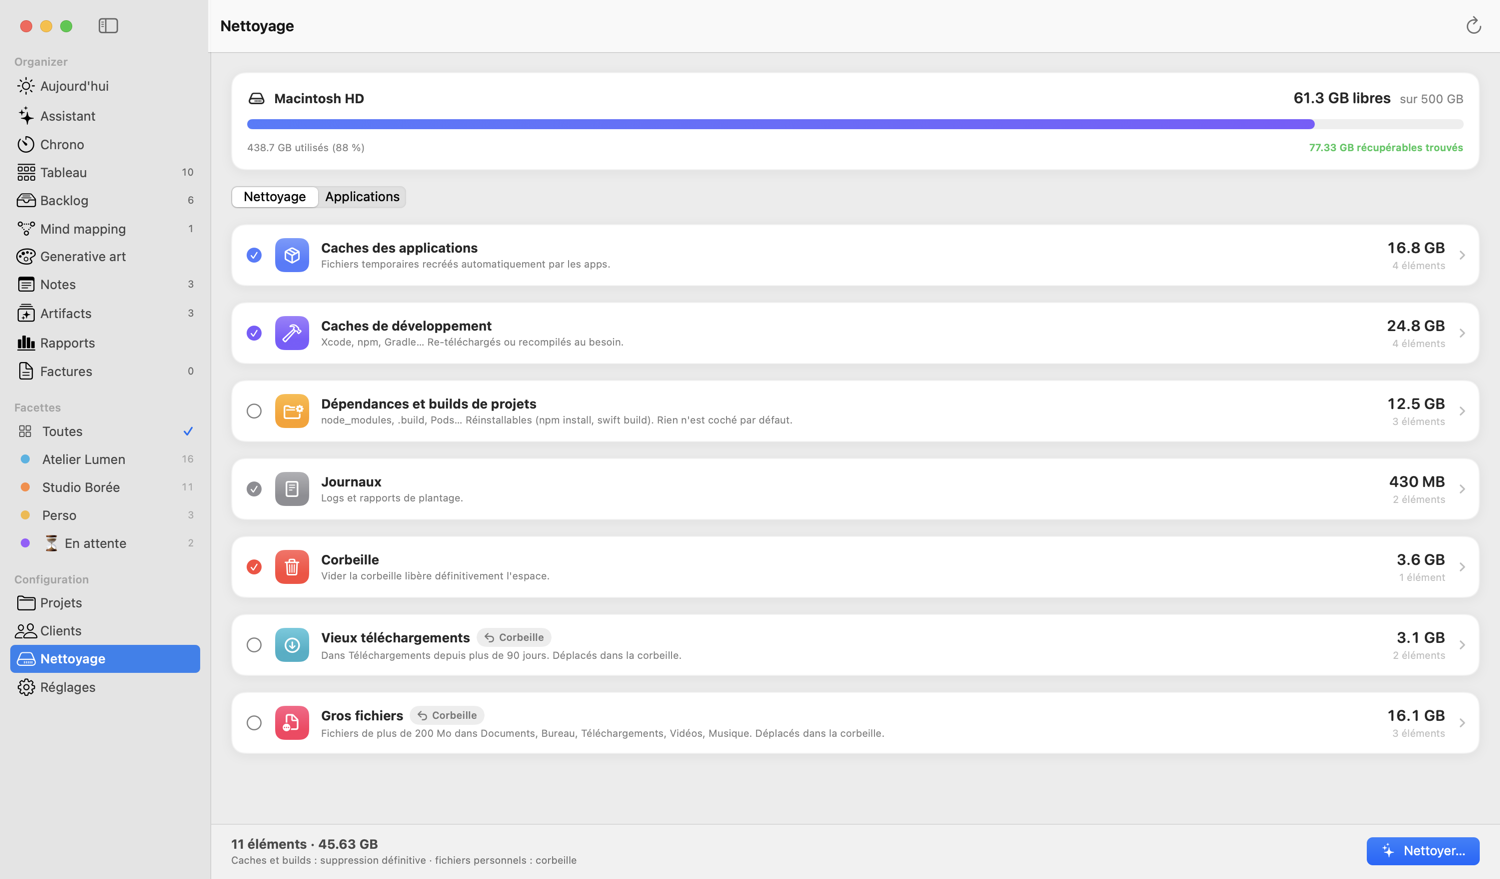 Nettoyage
Organizer
Aujourd'hui
Assistant
Chrono
Tableau 10
Backlog 6
Mind mapping 1
Generative art
Notes 3
Artifacts 3
Rapports
Factures 0
Facettes
Toutes
Atelier Lumen 16
Studio Borée 11
Perso 3
En attente 2
Configuration
Projets
Clients
Nettoyage
Réglages
Macintosh HD 61.3 GB libres sur 500 GB
438.7 GB utilisés (88 %) 77.33 GB récupérables trouvés
Nettoyage Applications
Caches des applications 16.8 GB
Fichiers temporaires recréés automatiquement par les apps. 4 éléments
Caches de développement 24.8 GB
Xcode, npm, Gradle... Re-téléchargés ou recompilés au besoin. 4 éléments
Dépendances et builds de projets 12.5 GB
node_modules, .build, Pods... Réinstallables (npm install, swift build). Rien n'est coché par défaut. 3 éléments
Journaux 430 MB
Logs et rapports de plantage. 2 éléments
Corbeille 3.6 GB
Vider la corbeille libère définitivement l'espace. 1 élément
Vieux téléchargements Corbeille 3.1 GB
Dans Téléchargements depuis plus de 90 jours. Déplacés dans la corbeille. 2 éléments
Gros fichiers Corbeille 16.1 GB
Fichiers de plus de 200 Mo dans Documents, Bureau, Téléchargements, Vidéos, Musique. Déplacés dans la corbeille. 3 éléments
11 éléments · 45.63 GB
Caches et builds : suppression définitive · fichiers personnels : corbeille
Nettoyer...